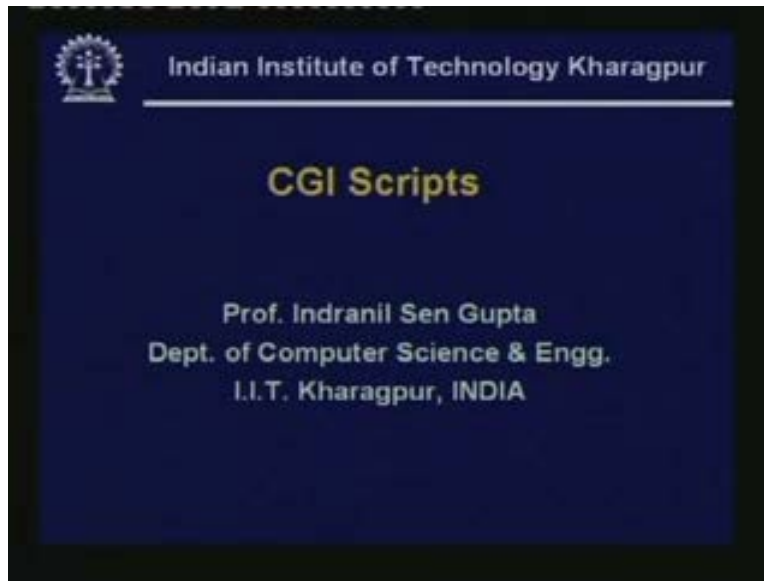 Indian Institute of Technology Kharagpur
CGI Scripts
Prof. Indranil Sen Gupta
Dept. of Computer Science & Engg.
I.I.T. Kharagpur, INDIA